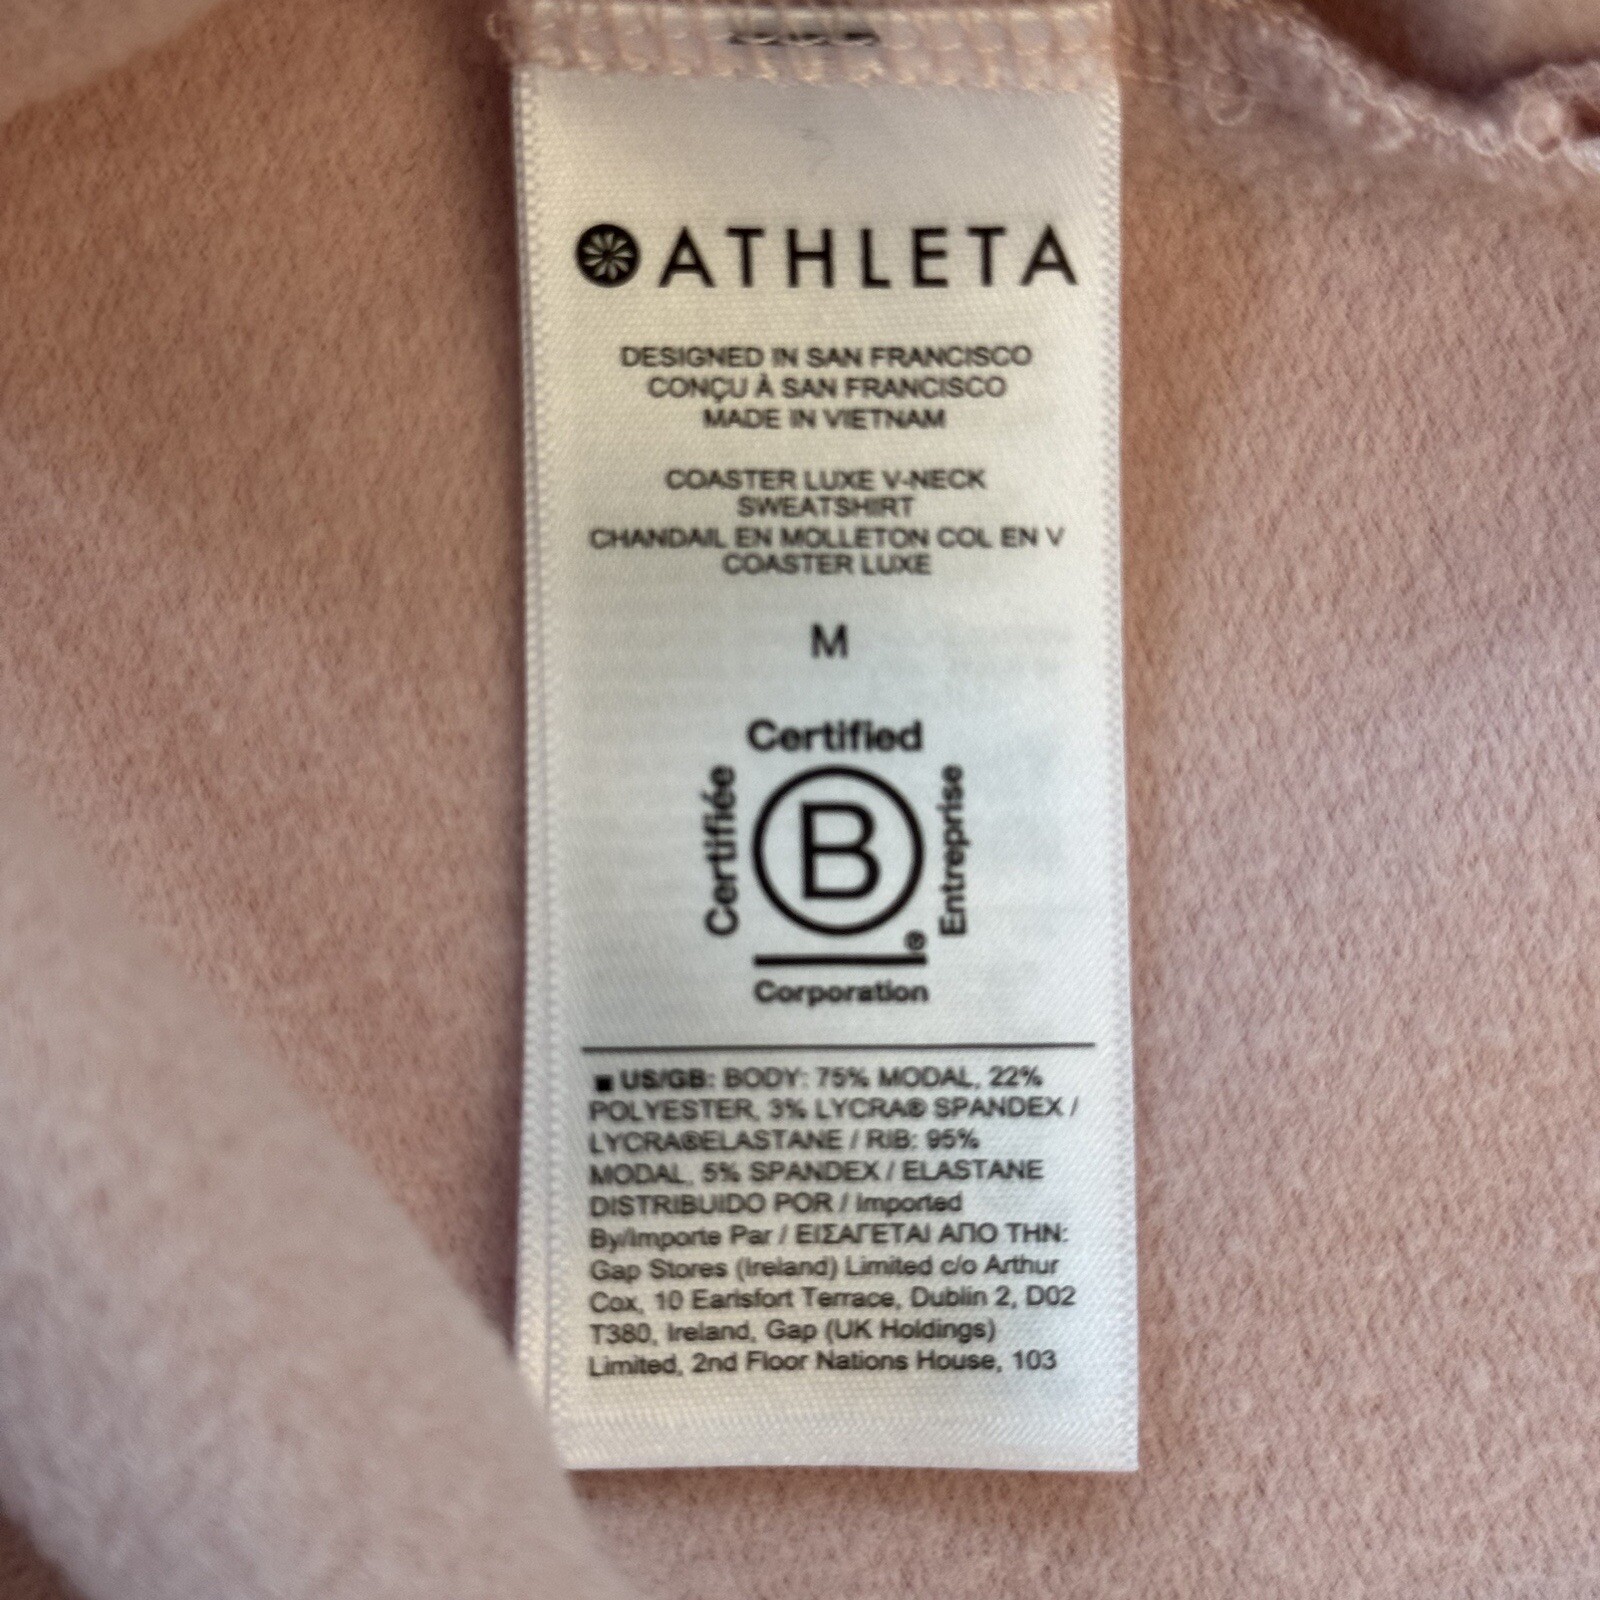 ATHLETA
DESIGNED IN SAN FRANCISCO
CONÇU À SAN FRANCISCO
MADE IN VIETNAM
COASTER LUXE V-NECK
SWEATSHIRT
CHANDAIL EN MOLLETON COL EN V
COASTER LUXE
M
Certified
Certifiée
B
Entreprise
®
Corporation
■ US/GB: BODY: 75% MODAL, 22%
POLYESTER, 3% LYCRA® SPANDEX /
LYCRA®ELASTANE / RIB: 95%
MODAL, 5% SPANDEX / ELASTANE
DISTRIBUIDO POR / Imported
By/Importe Par / ΕΙΣΑΓΕΤΑΙ ΑΠΟ ΤΗΝ:
Gap Stores (Ireland) Limited c/o Arthur
Cox, 10 Earlsfort Terrace, Dublin 2, D02
T380, Ireland, Gap (UK Holdings)
Limited, 2nd Floor Nations House, 103